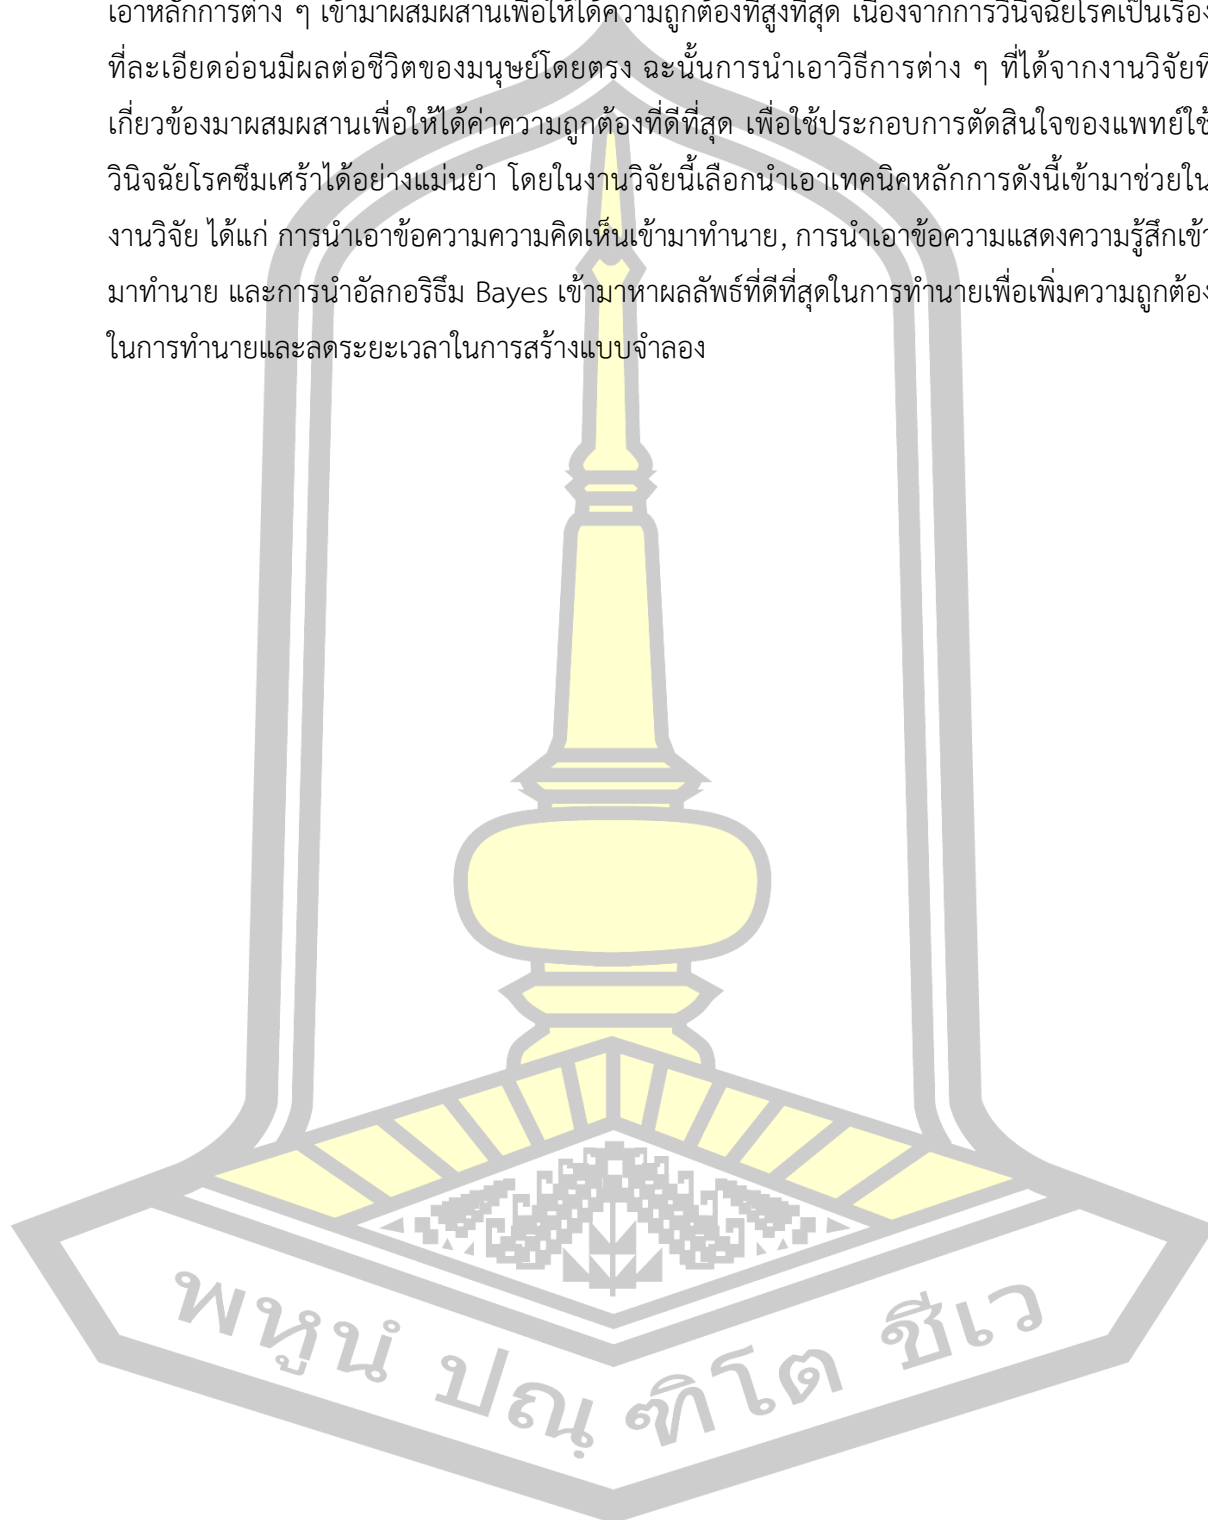 เอาหลักการต่าง ๆ เข้ามาผสมผสานเพื่อให้ได้ความถูกต้องที่สูงที่สุด เนื่องจากการวินิจฉัยโรคเป็นเรื่อง
ที่ละเอียดอ่อนมีผลต่อชีวิตของมนุษย์โดยตรง ฉะนั้นการนำเอาวิธีการต่าง ๆ ที่ได้จากงานวิจัยที่
เกี่ยวข้องมาผสมผสานเพื่อให้ได้ค่าความถูกต้องที่ดีที่สุด เพื่อใช้ประกอบการตัดสินใจของแพทย์ใช้
วินิจฉัยโรคซึมเศร้าได้อย่างแม่นยำ โดยในงานวิจัยนี้เลือกนำเอาเทคนิคหลักการดังนี้เข้ามาช่วยใน
งานวิจัย ได้แก่ การนำเอาข้อความความคิดเห็นเข้ามาทำนาย, การนำเอาข้อความแสดงความรู้สึกเข้า
มาทำนาย และการนำอัลกอริธึม Bayes เข้ามาหาผลลัพธ์ที่ดีที่สุดในการทำนายเพื่อเพิ่มความถูกต้อง
ในการทำนายและลดระยะเวลาในการสร้างแบบจำลอง
พหูนํ ปณฺฑิโต ชีเว